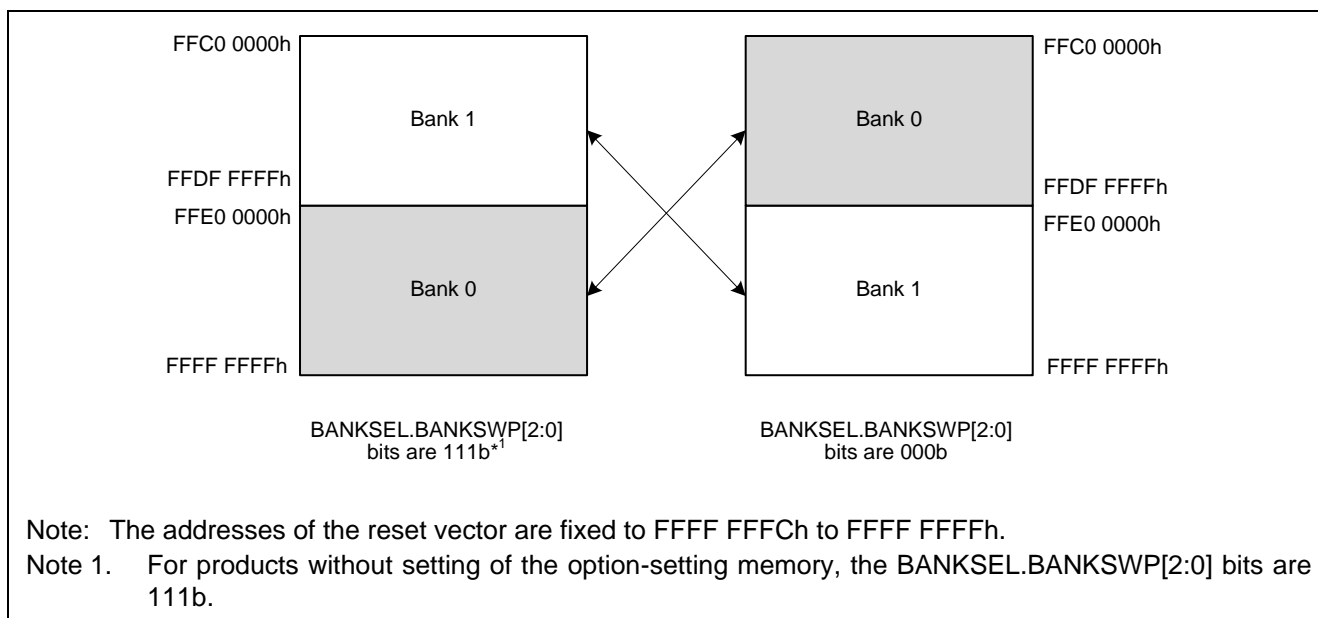 FFC0 0000h
FFC0 0000h
Bank 1
Bank 0
FFDF FFFFh
FFDF FFFFh
FFE0 0000h
FFE0 0000h
Bank 0
Bank 1
FFFF FFFFh
FFFF FFFFh
BANKSEL.BANKSWP[2:0]
bits are 111b*1
BANKSEL.BANKSWP[2:0]
bits are 000b
Note: The addresses of the reset vector are fixed to FFFF FFFCh to FFFF FFFFh.
Note 1. For products without setting of the option-setting memory, the BANKSEL.BANKSWP[2:0] bits are
111b.